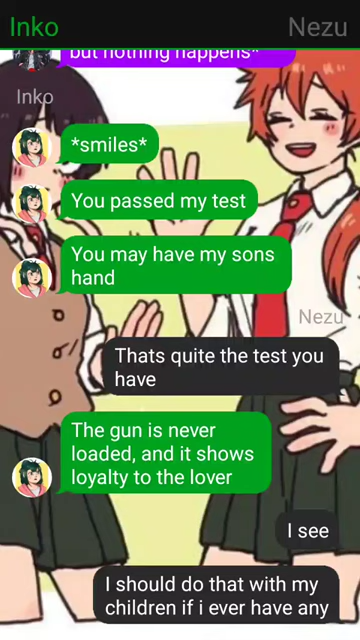 Inko Nezu
but nothing happens*
Inko
*smiles*
You passed my test
You may have my sons
hand
Nezu
Thats quite the test you
have
The gun is never
loaded, and it shows
loyalty to the lover
I see
I should do that with my
children if i ever have any